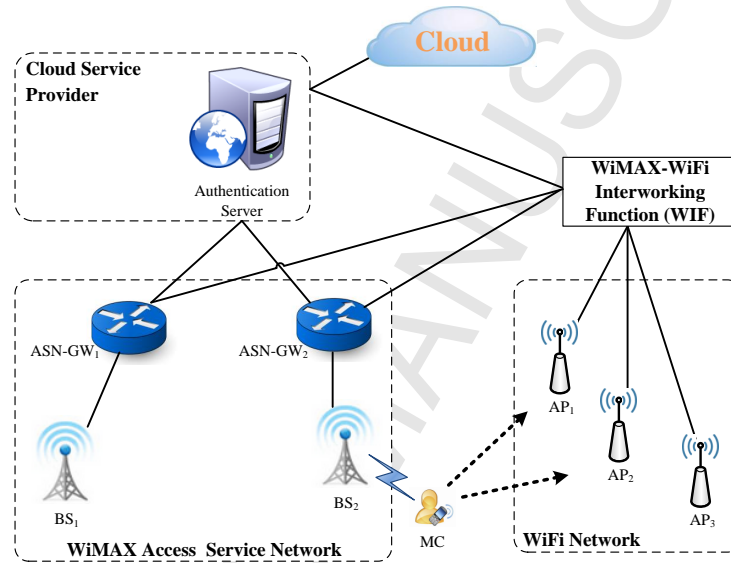 Cloud
Cloud Service
Provider
Authentication
Server
WiMAX-WiFi
Interworking
Function (WIF)
ASN-GW1
ASN-GW2
BS1
BS2
WiMAX Access Service Network
MC
AP1
AP2
AP3
WiFi Network
MANUSC